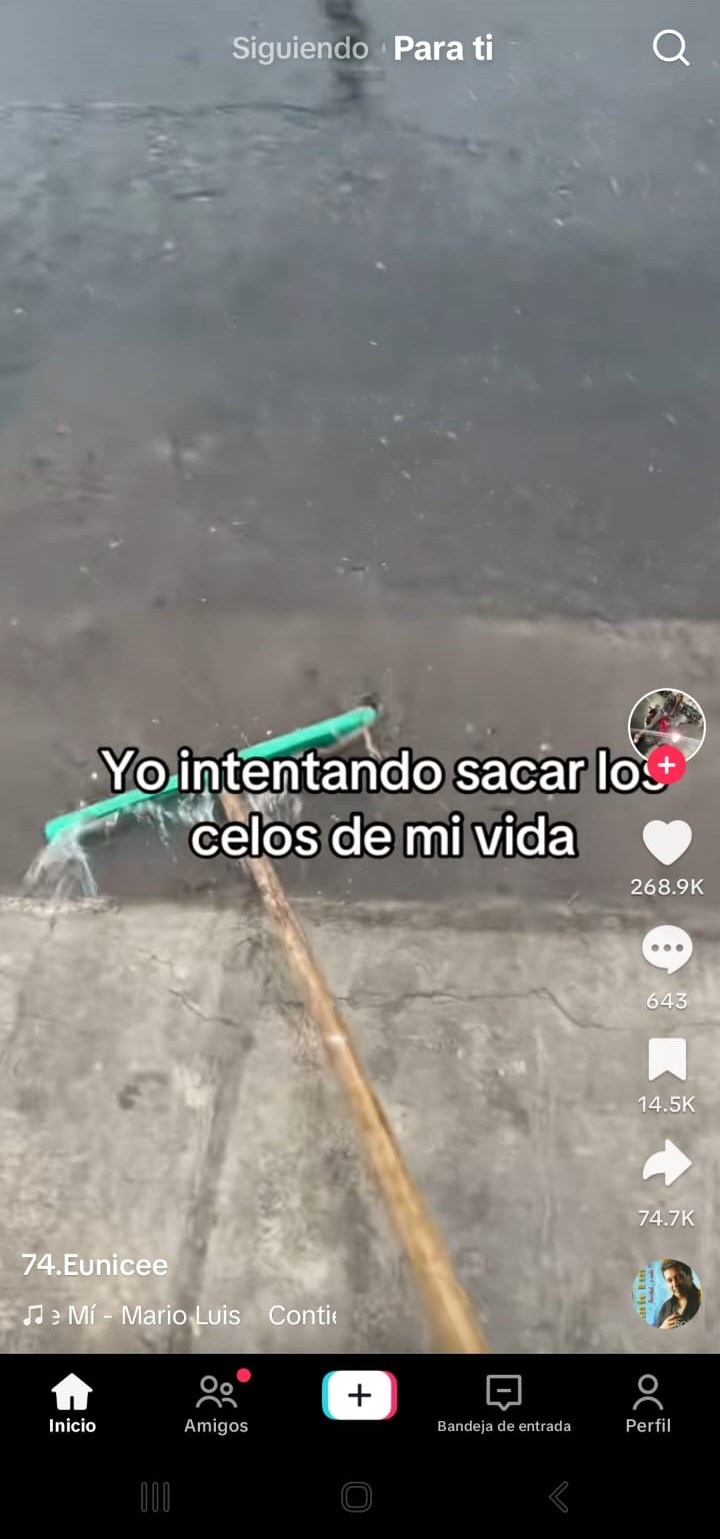 Siguiendo Para ti
Yo intentando sacar los
celos de mi vida
268.9K
643
14.5K
74.7K
74.Eunicee
Mí - Mario Luis
Inicio
Amigos
Bandeja de entrada
Perfil